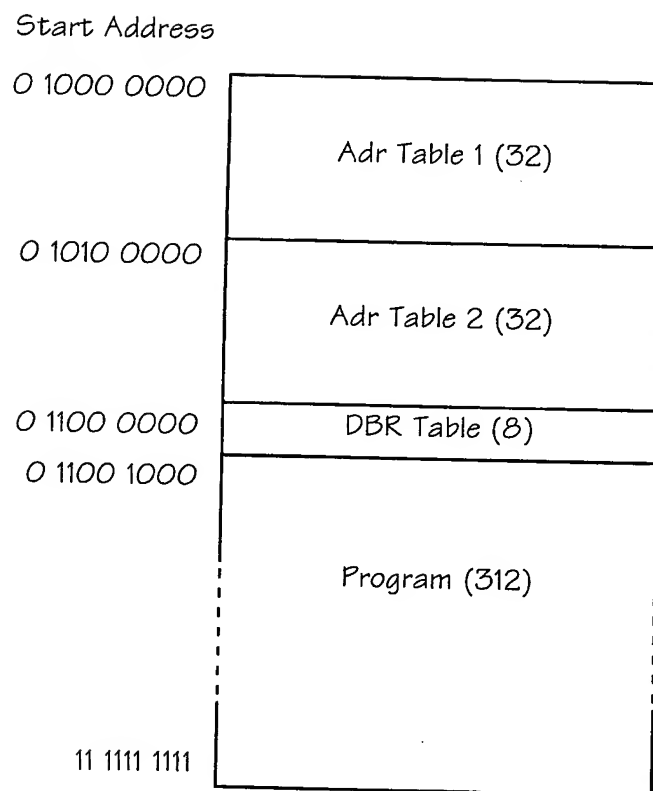 Start Address
0 1000 0000
Adr Table 1 (32)
0 1010 0000
Adr Table 2 (32)
0 1100 0000
DBR Table (8)
0 1100 1000
Program (312)
11 1111 1111